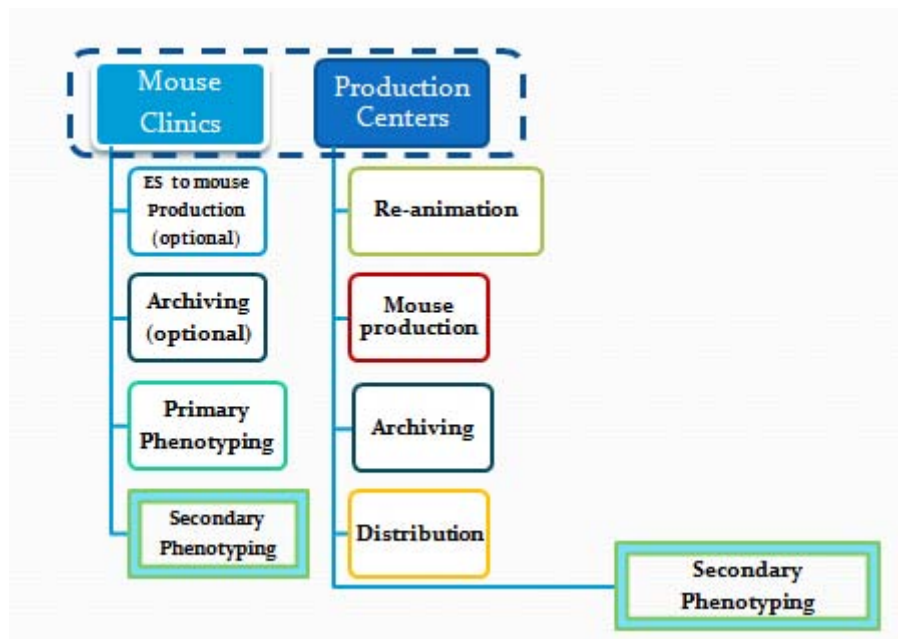 Mouse
Clinics
Production
Centers
ES to mouse
Production
(optional)
Archiving
(optional)
Primary
Phenotyping
Secondary
Phenotyping
Re-animation
Mouse
production
Archiving
Distribution
Secondary
Phenotyping